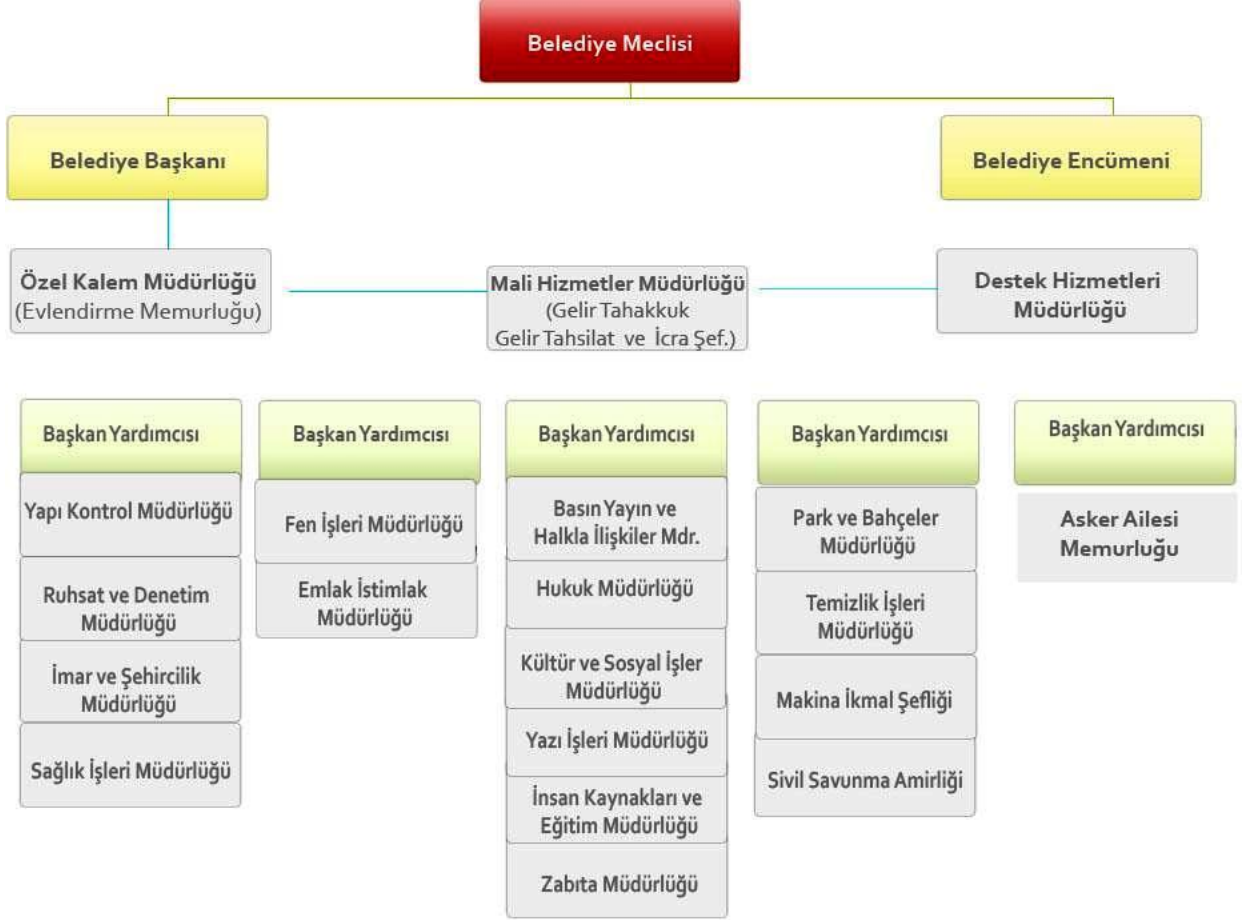 Belediye Meclisi
Belediye Başkanı
Belediye Encümeni
Özel Kalem Müdürlüğü
(Evlendirme Memurluğu)
Mali Hizmetler Müdürlüğü
(Gelir Tahakkuk
Gelir Tahsilat ve İcra Şef.)
Destek Hizmetleri
Müdürlüğü
Başkan Yardımcısı
Yapı Kontrol Müdürlüğü
Ruhsat ve Denetim
Müdürlüğü
İmar ve Şehircilik
Müdürlüğü
Sağlık İşleri Müdürlüğü
Başkan Yardımcısı
Fen İşleri Müdürlüğü
Emlak İstimlak
Müdürlüğü
Başkan Yardımcısı
Basın Yayın ve
Halkla İlişkiler Mdr.
Hukuk Müdürlüğü
Kültür ve Sosyal İşler
Müdürlüğü
Yazı İşleri Müdürlüğü
İnsan Kaynakları ve
Eğitim Müdürlüğü
Zabıta Müdürlüğü
Başkan Yardımcısı
Park ve Bahçeler
Müdürlüğü
Temizlik İşleri
Müdürlüğü
Makina İkmal Şefliği
Sivil Savunma Amirliği
Başkan Yardımcısı
Asker Ailesi
Memurluğu